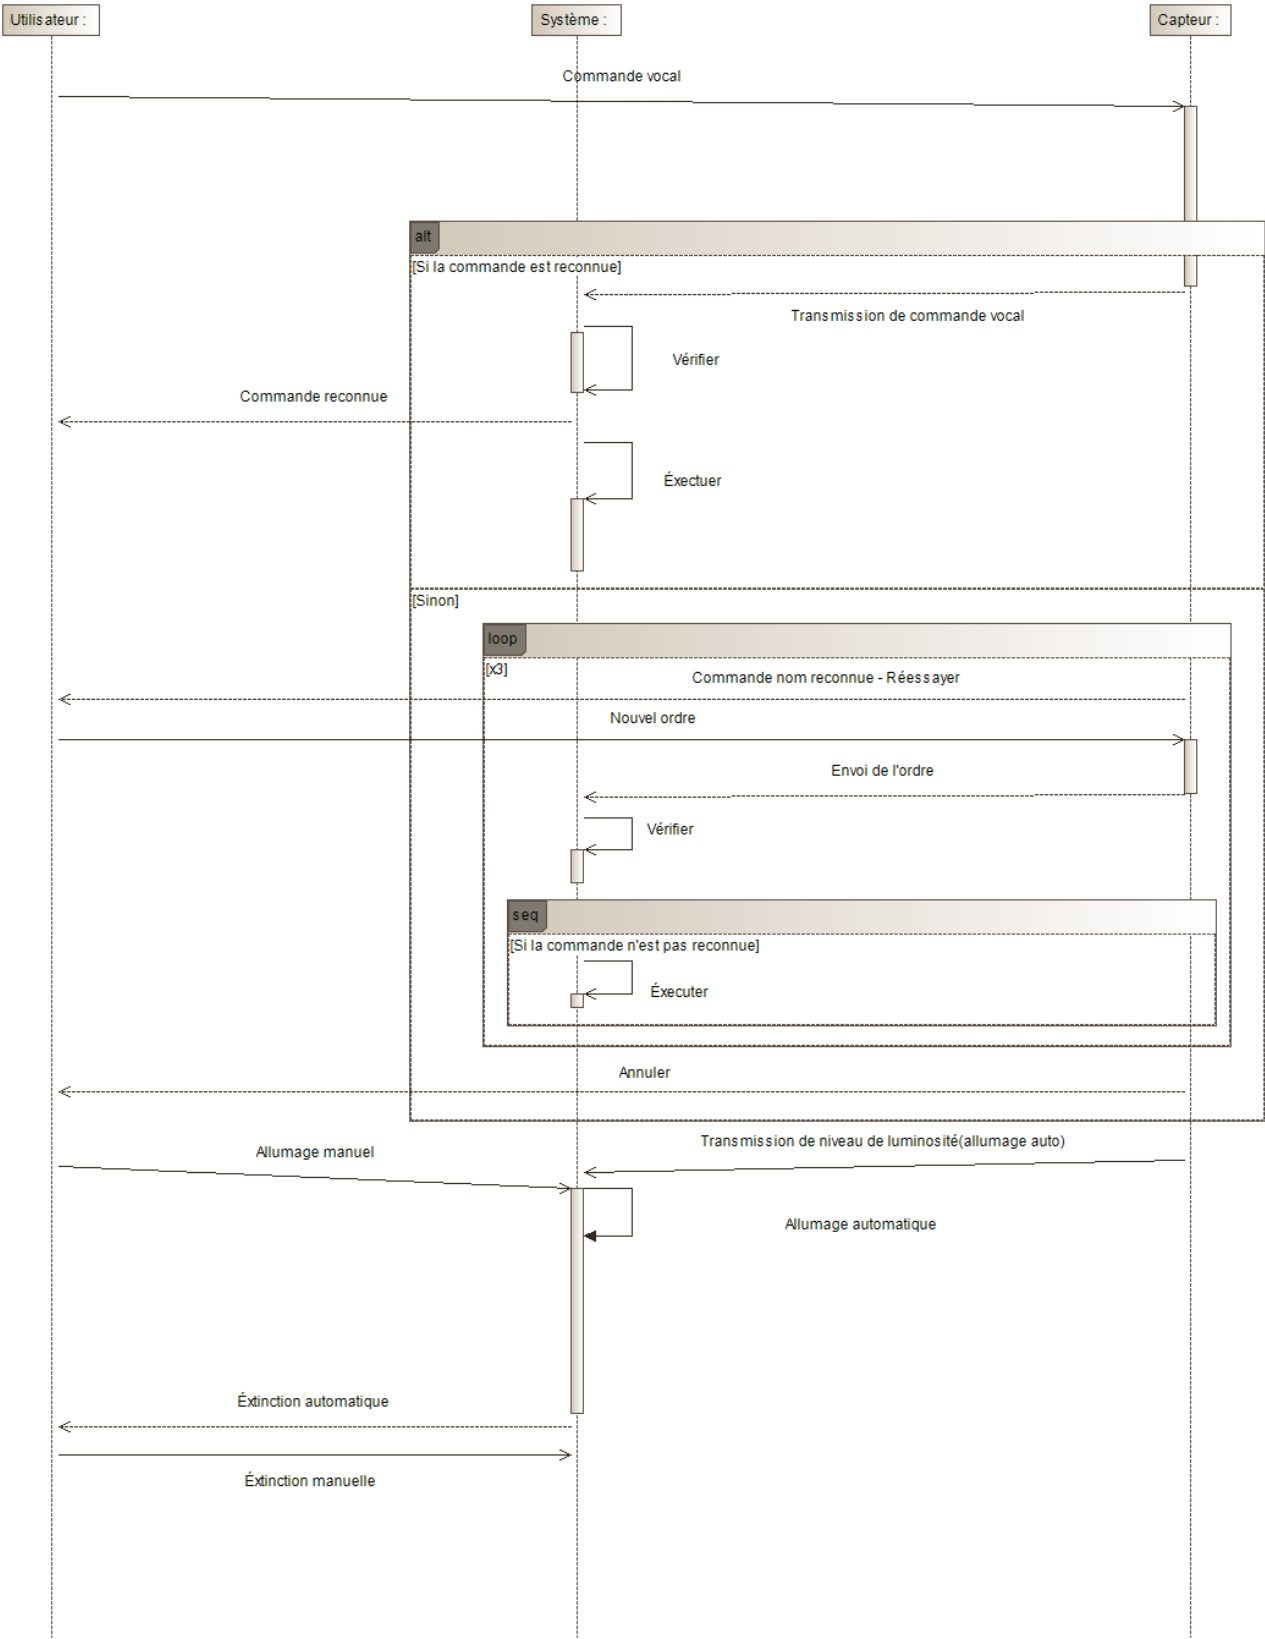 Utilisateur :
Système :
Capteur :
Commande vocal
alt
[Si la commande est reconnue]
Transmission de commande vocal
Vérifier
Commande reconnue
Éxectuer
[Sinon]
loop
[x3]
Commande nom reconnue - Réessayer
Nouvel ordre
Envoi de l'ordre
Vérifier
seq
[Si la commande n'est pas reconnue]
Éxecuter
Annuler
Transmission de niveau de luminosité(allumage auto)
Allumage manuel
Allumage automatique
Éxtinction automatique
Éxtinction manuelle